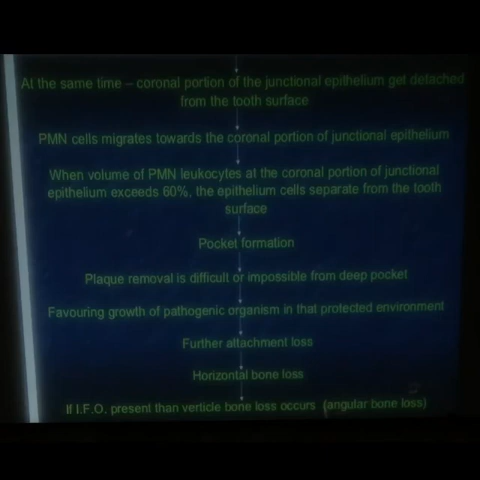 At the same time – coronal portion of the junctional epithelium get detached
from the tooth surface
PMN cells migrates towards the coronal portion of junctional epithelium
When volume of PMN leukocytes at the coronal portion of junctional
epithelium exceeds 60%, the epithelium cells separate from the tooth
surface
Pocket formation
Plaque removal is difficult or impossible from deep pocket
Favouring growth of pathogenic organism in that protected environment
Further attachment loss
Horizontal bone loss
If I.F.O. present than verticle bone loss occurs (angular bone loss)